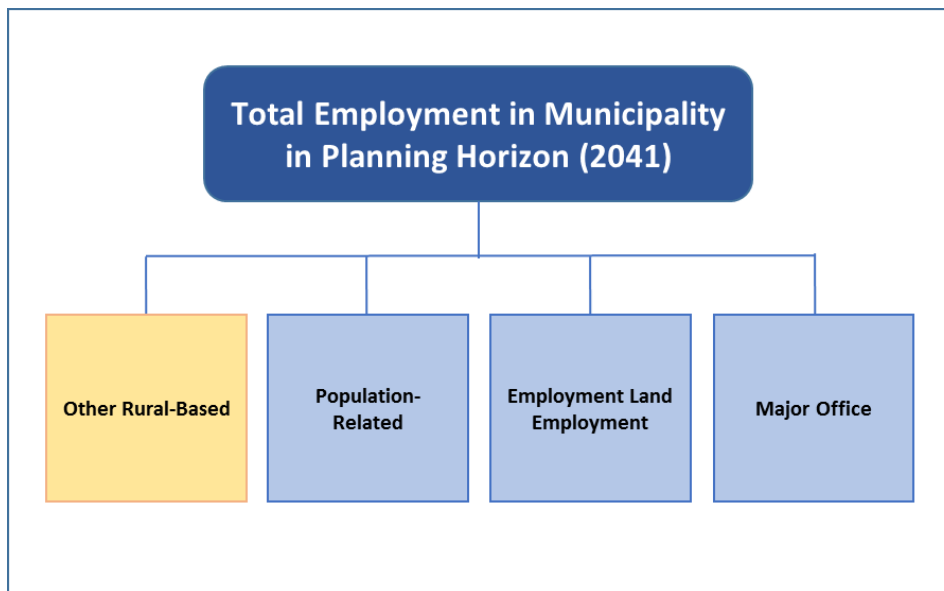 Total Employment in Municipality
in Planning Horizon (2041)
Other Rural-Based
Population-
Related
Employment Land
Employment
Major Office